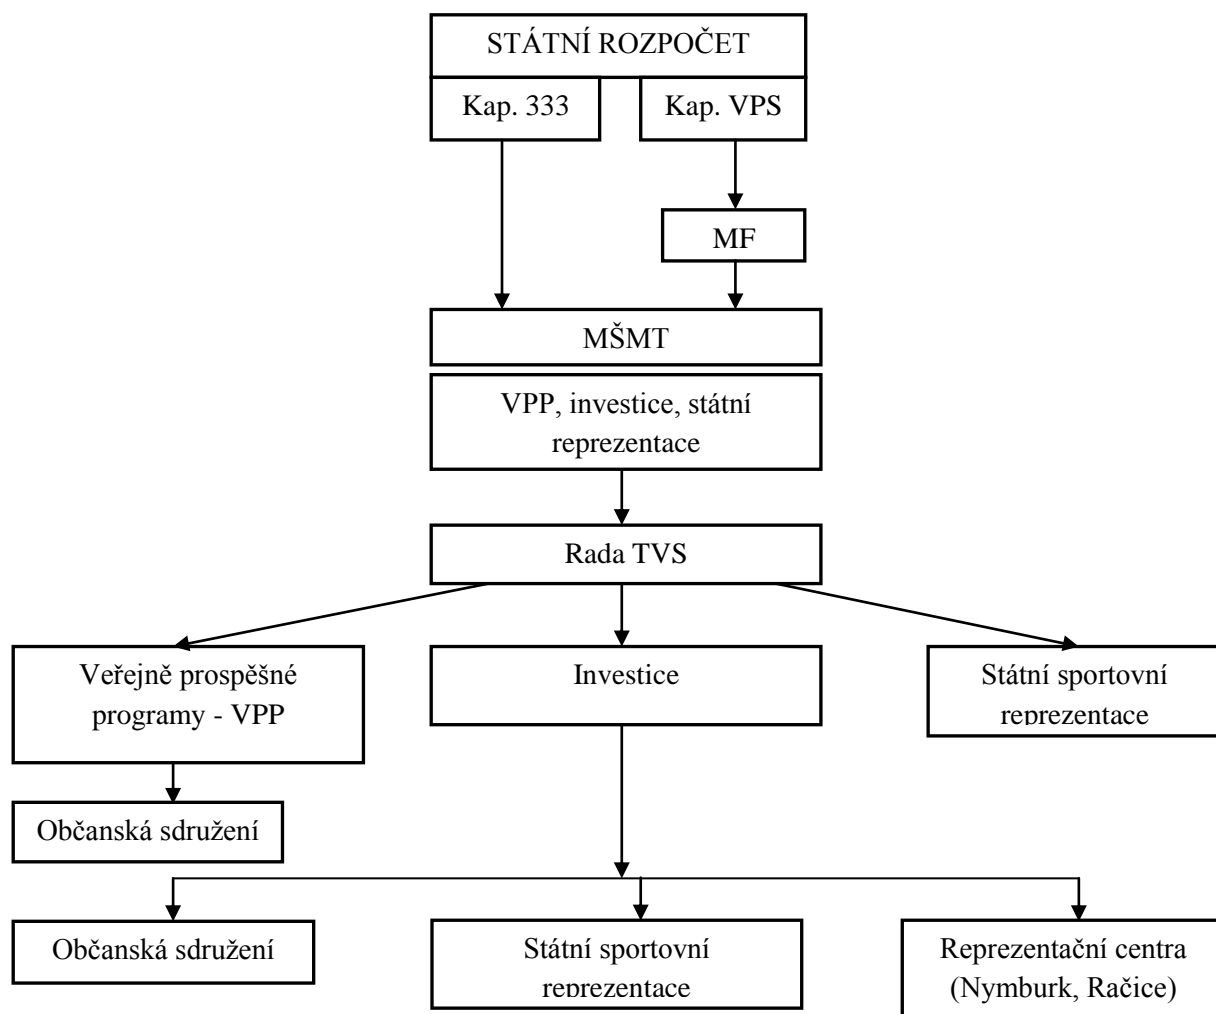 STÁTNÍ ROZPOČET
Kap. 333
Kap. VPS
MF
MŠMT
VPP, investice, státní
reprezentace
Rada TVS
Veřejně prospěšné
programy - VPP
Investice
Státní sportovní
reprezentace
Občanská sdružení
Občanská sdružení
Státní sportovní
reprezentace
Reprezentační centra
(Nymburk, Račice)